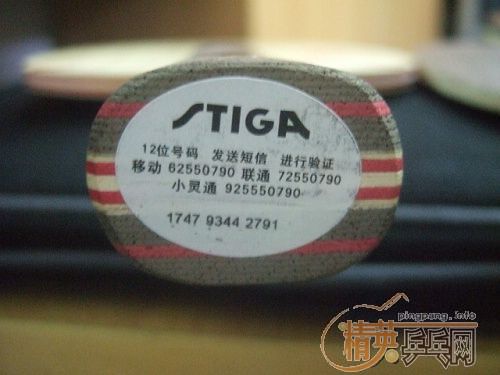 STIGA
12位号码 发送短信 进行验证
移动 62550790 联通 72550790
小灵通 925550790
1747 9344 2791
pingpang.info
精英乒乓网